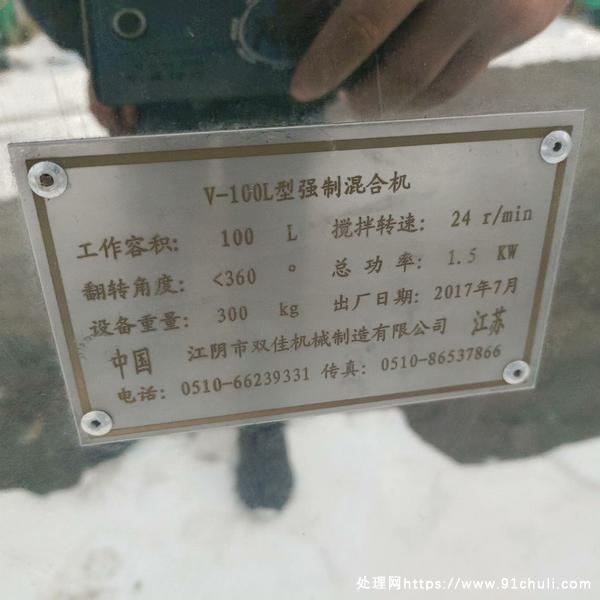 V-100L型强制混合机
工作容积: 100 L 搅拌转速: 24 r/min
翻转角度: <360 ° 总功率: 1.5 KW
设备重量: 300 kg 出厂日期: 2017年7月
中国 江阴市双佳机械制造有限公司 江苏
电话: 0510-66239331 传真: 0510-86537866
处理网https://www.91chuli.com/